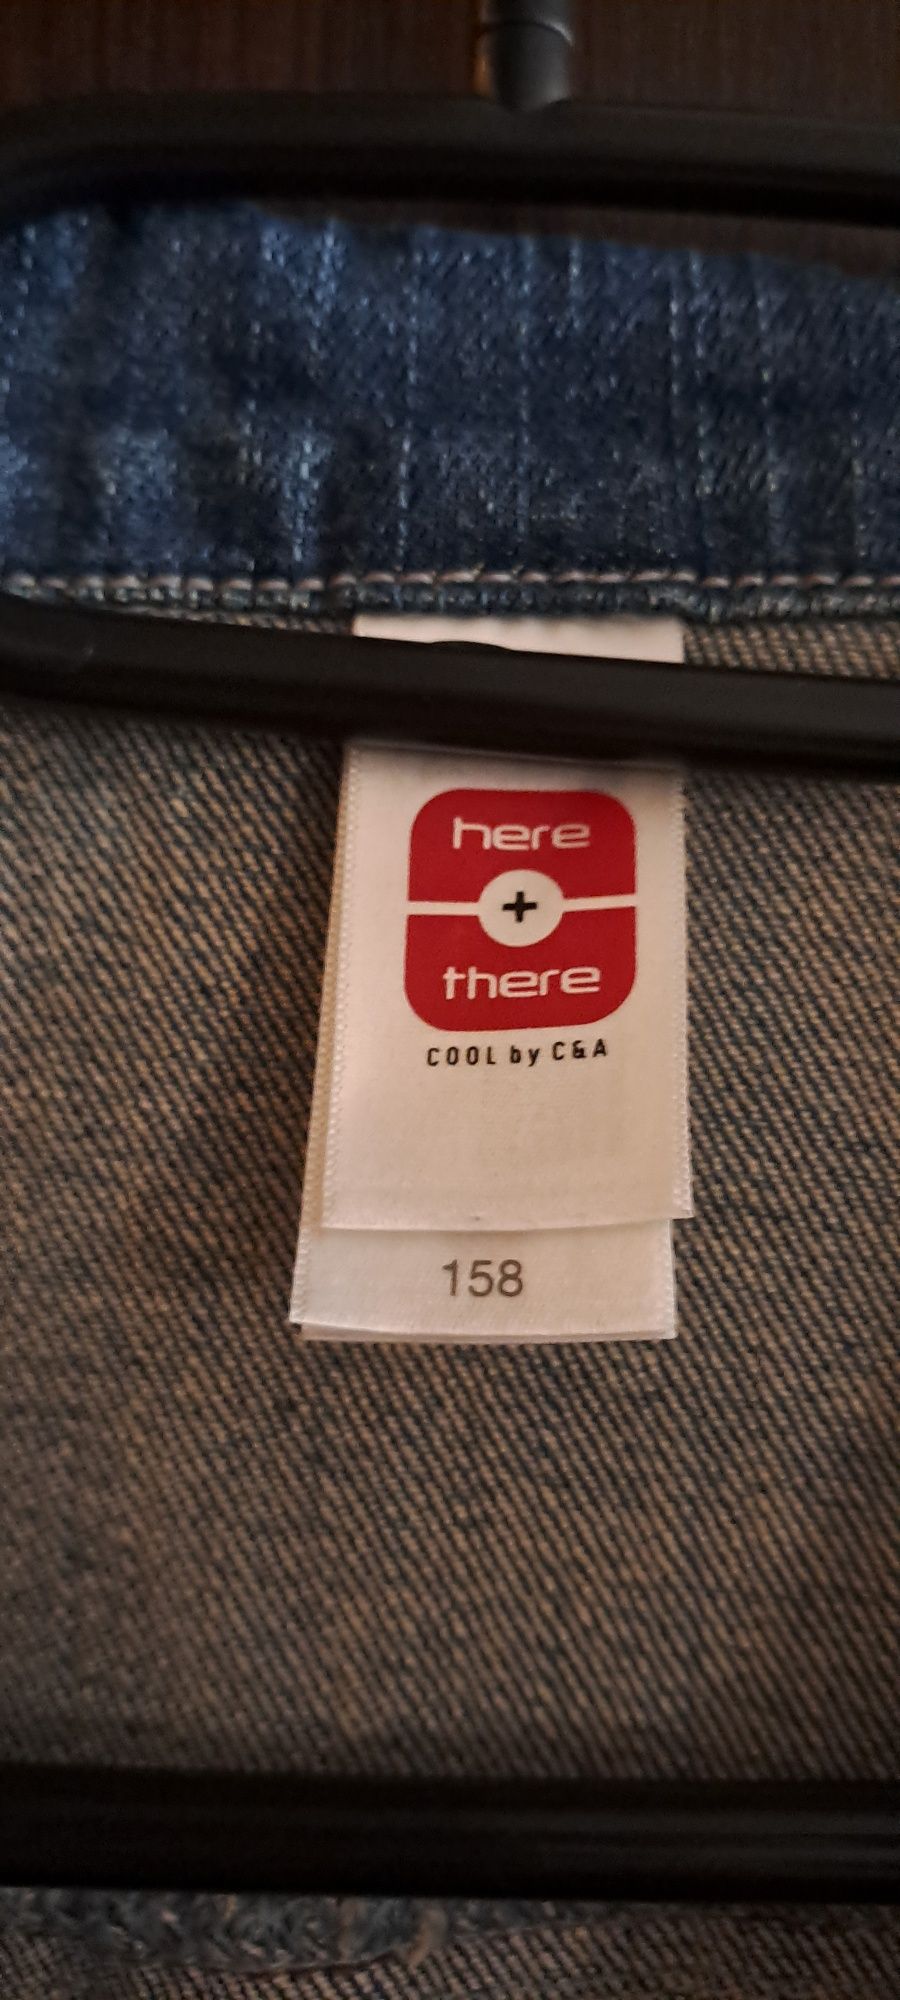 here
+
there
COOL by C&A
158